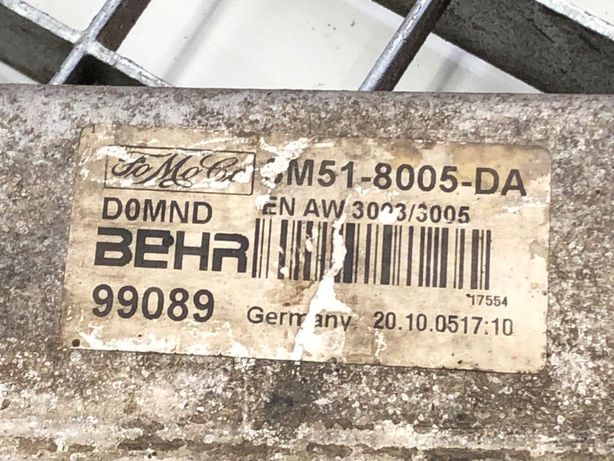 FoMoCo M51-8005-DA
D0MND EN AW 3003/3005
BEHR
17554
99089 Germany 20.10.0517:10